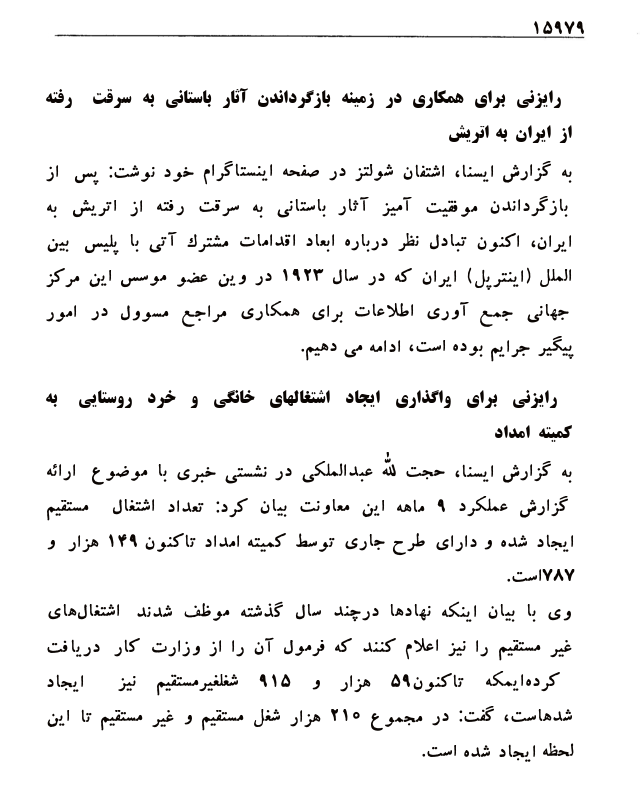 ۱۵۹۷۹
رایزنی برای همکاری در زمینه بازگرداندن آثار باستانی به سرقت رفته
از ایران به اتریش
به گزارش ایسنا، اشتفان شولتز در صفحه اینستاگرام خود نوشت: پس از
بازگرداندن موفقیت آمیز آثار باستانی به سرقت رفته از اتریش به
ایران، اکنون تبادل نظر درباره ابعاد اقدامات مشترك آتی با پلیس بین
الملل (اینترپل) ایران که در سال ۱۹۲۳ در وین عضو موسس این مرکز
جهانی جمع آوری اطلاعات برای همکاری مراجع مسوول در امور
پیگیر جرایم بوده است، ادامه می دهیم.
رایزنی برای واگذاری ایجاد اشتغالهای خانگی و خرد روستایی به
کمیته امداد
به گزارش ایسنا، حجت لله عبدالملکی در نشستی خبری با موضوع ارائه
گزارش عملکرد ۹ ماهه این معاونت بیان کرد: تعداد اشتغال مستقیم
ایجاد شده و دارای طرح جاری توسط کمیته امداد تاکنون ۱۴۹ هزار و
۷۸۷است.
وی با بیان اینکه نهادها درچند سال گذشته موظف شدند اشتغال‌های
غیر مستقیم را نیز اعلام کنند که فرمول آن را از وزارت کار دریافت
کرده‌ایمکه تاکنون۵۹ هزار و ۹۱۵ شغلغیرمستقیم نیز ایجاد
شدهاست، گفت: در مجموع ۲۱۰ هزار شغل مستقیم و غیر مستقیم تا این
لحظه ایجاد شده است.